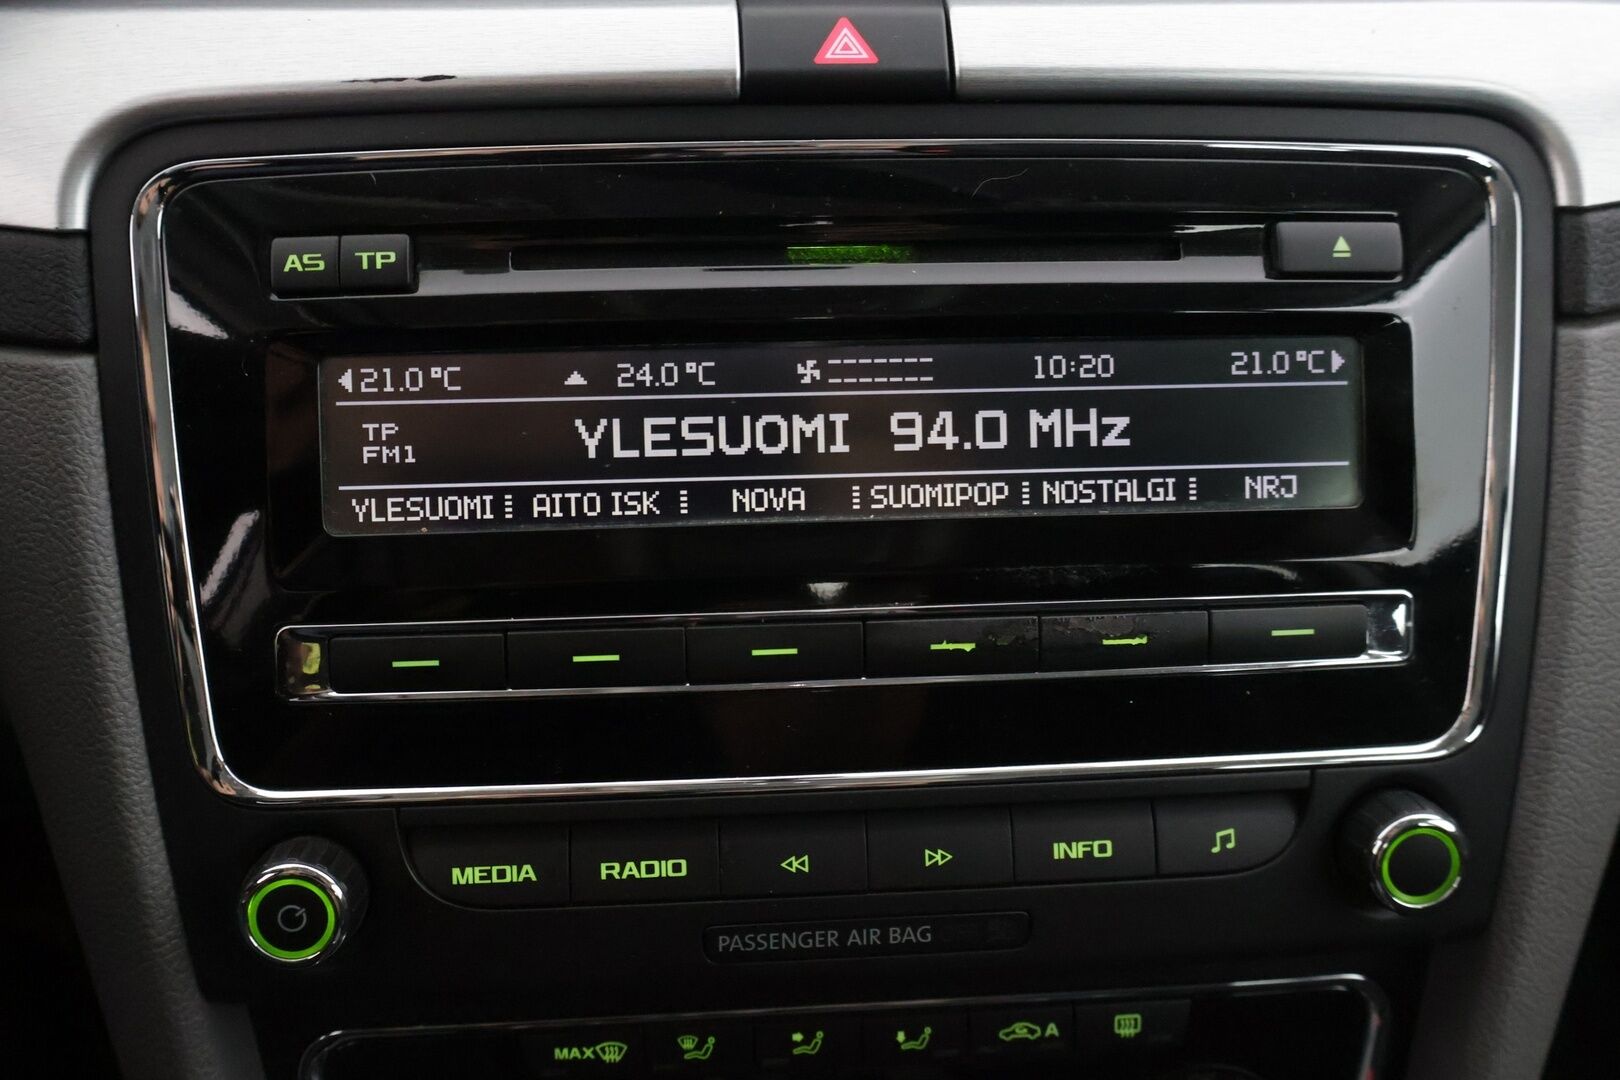 AS TP
21.0°C 24.0°C 10:20 21.0°C
TP
FM1
YLESUOMI 94.0 MHz
YLESUOMI AITO ISK NOVA SUOMIPOP NOSTALGI NRJ
MEDIA RADIO INFO
PASSENGER AIR BAG
MAX A